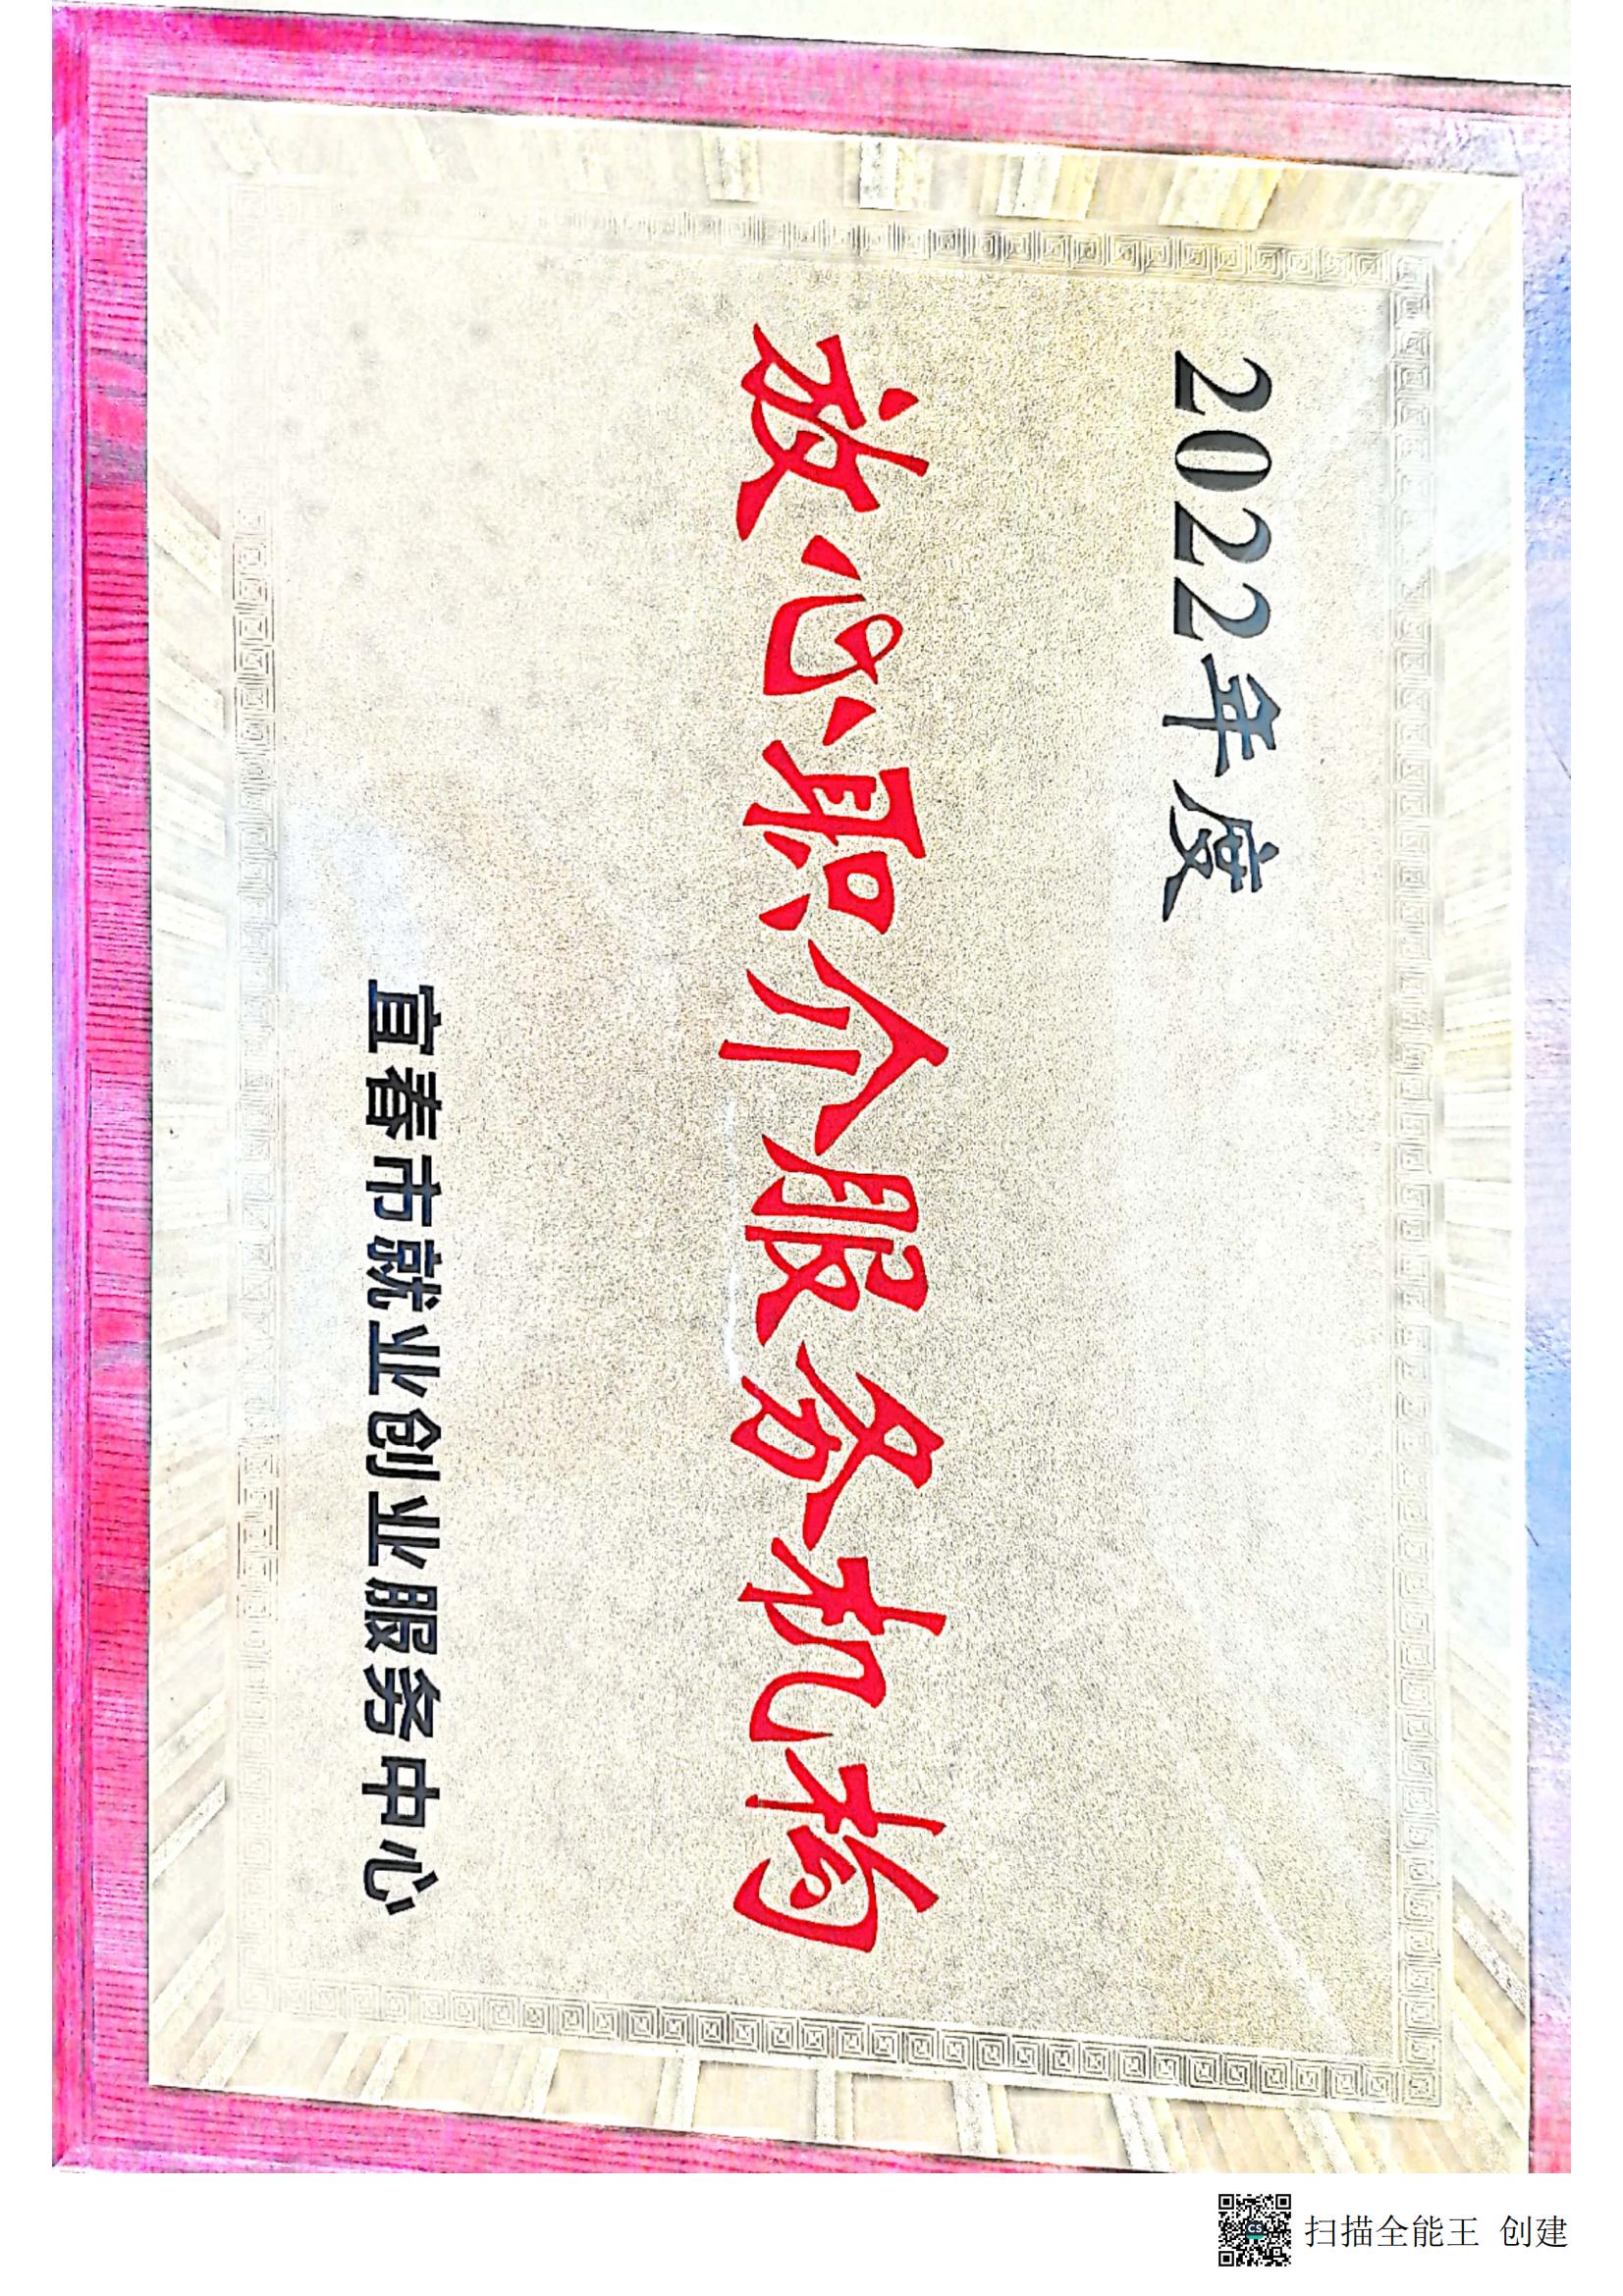 2022年度
放心职介服务机构
宜春市就业创业服务中心
扫描全能王 创建